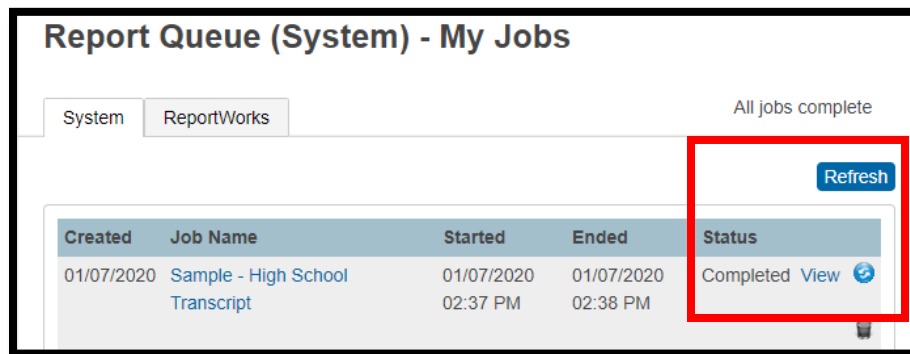 Report Queue (System) - My Jobs
System ReportWorks All jobs complete
Refresh
Created Job Name Started Ended Status
01/07/2020 Sample - High School 01/07/2020 01/07/2020 Completed View
Transcript 02:37 PM 02:38 PM